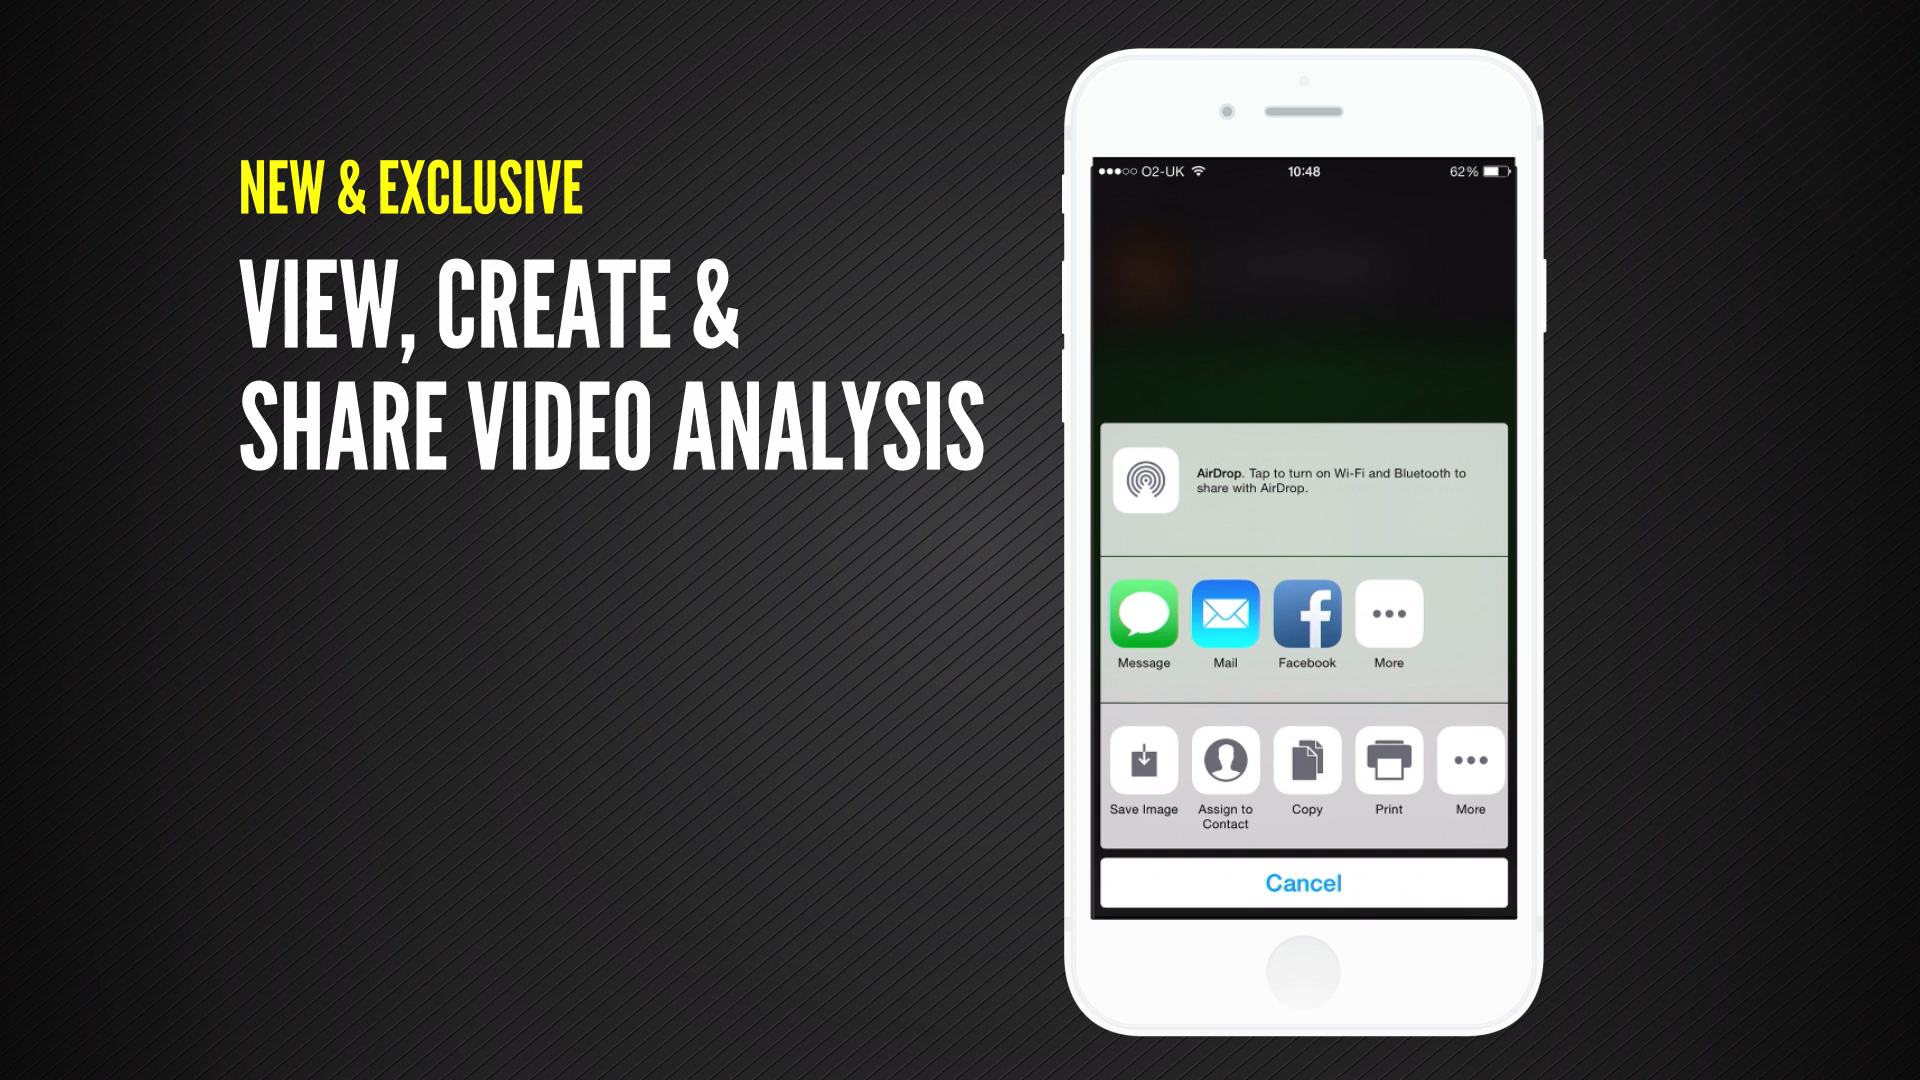 NEW & EXCLUSIVE
VIEW, CREATE &
SHARE VIDEO ANALYSIS
O2-UK
10:48
62%
AirDrop. Tap to turn on Wi-Fi and Bluetooth to
share with AirDrop.
Message
Mail
Facebook
More
Save Image
Assign to
Contact
Copy
Print
More
Cancel